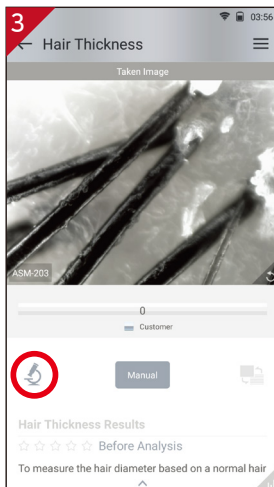 3
03:56
Hair Thickness
Taken Image
ASM-203
0
Customer
Manual
Hair Thickness Results
Before Analysis
To measure the hair diameter based on a normal hair